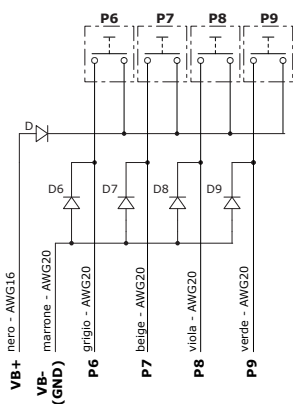 P6 P7 P8 P9
D
D6 D7 D8 D9
nero - AWG16
marrone - AWG20
grigio - AWG20
beige - AWG20
viola - AWG20
verde - AWG20
VB+
VB-
(GND)
P6
P7
P8
P9